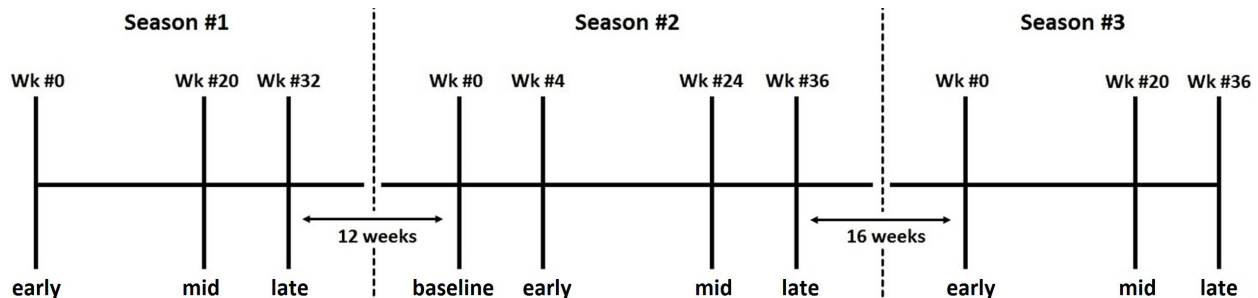 Season #1 Season #2 Season #3
Wk #0 Wk #20 Wk #32 Wk #0 Wk #4 Wk #24 Wk #36 Wk #0 Wk #20 Wk #36
12 weeks 16 weeks
early mid late baseline early mid late early mid late